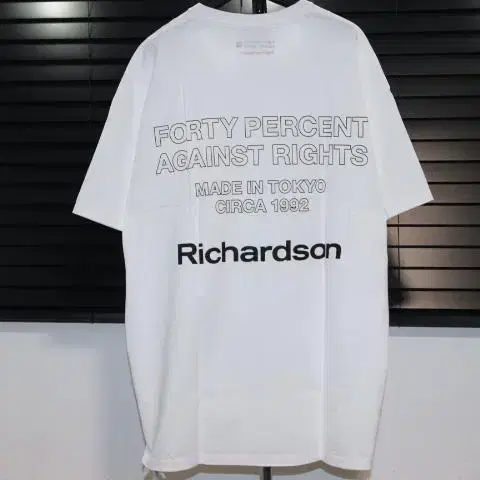 FORTY PERCENT
AGAINST RIGHTS
MADE IN TOKYO
CIRCA 1992
Richardson